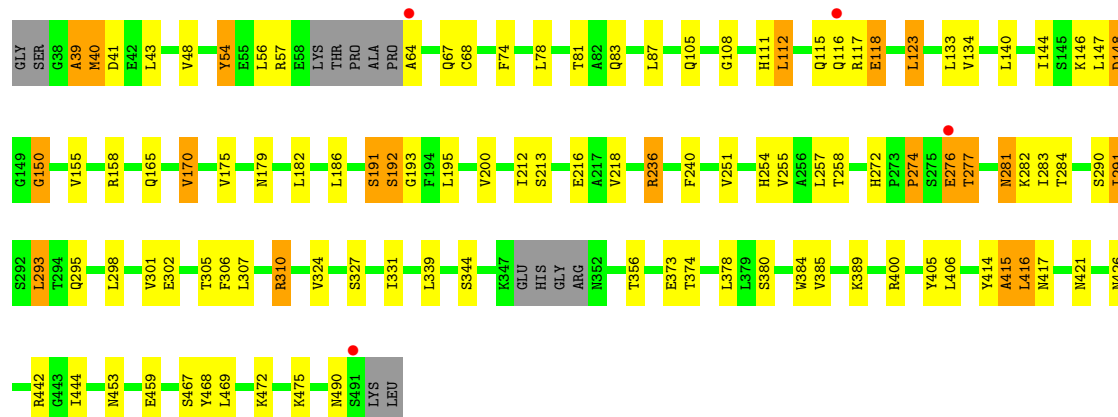 GLY SER G38 A39 M40 D41 E42 L43 V48 Y54 E55 L56 R57 E58 LYS THR PRO ALA PRO A64 Q67 C68 F74 L78 T81 A82 Q83 L87 Q105 G108 H111 L112 Q115 Q116 R117 E118 L123 L133 V134 L140 I144 S145 K146 L147 D148
G149 G150 V155 R158 Q165 V170 V175 N179 L182 L186 S191 S192 G193 F194 L195 V200 I212 S213 E216 A217 V218 R236 F240 V251 H254 V255 A256 L257 T258 H272 P273 P274 S275 E276 T277 N281 K282 I283 T284 S290
S292 L293 T294 Q295 L298 V301 E302 T305 F306 L307 R310 V324 S327 I331 L339 S344 K347 GLU HIS GLY ARG N352 T356 E373 T374 L378 L379 S380 W384 V385 K389 R400 Y405 L406 Y414 A415 L416 N417 N421
R442 G443 I444 N453 E459 S467 Y468 L469 K472 K475 N490 S491 LYS LEU